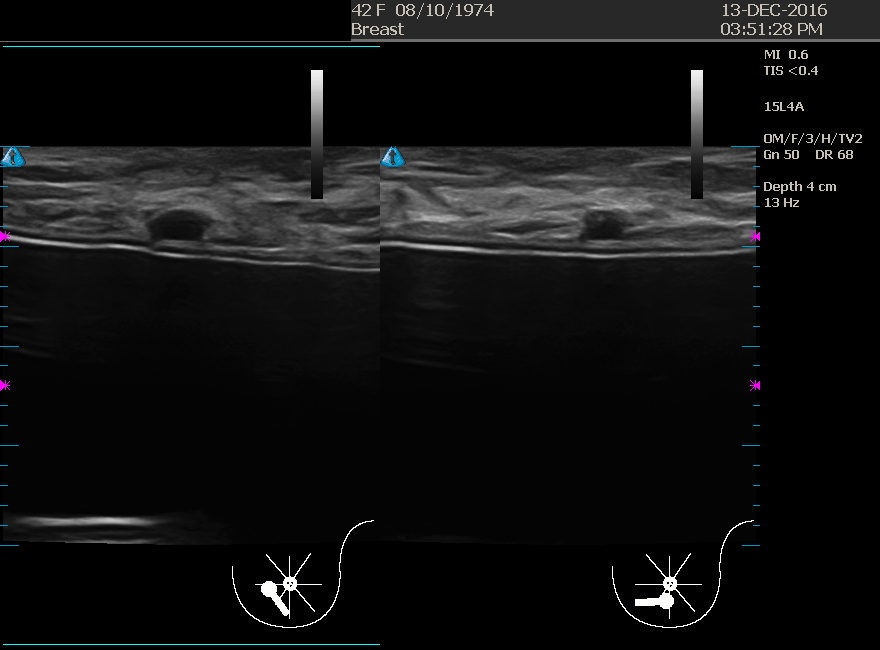 42 F 08/10/1974 13-DEC-2016
Breast 03:51:28 PM
MI 0.6
TIS <0.4
15L4A
OM/F/3/H/TV2
Gn 50 DR 68
Depth 4 cm
13 Hz